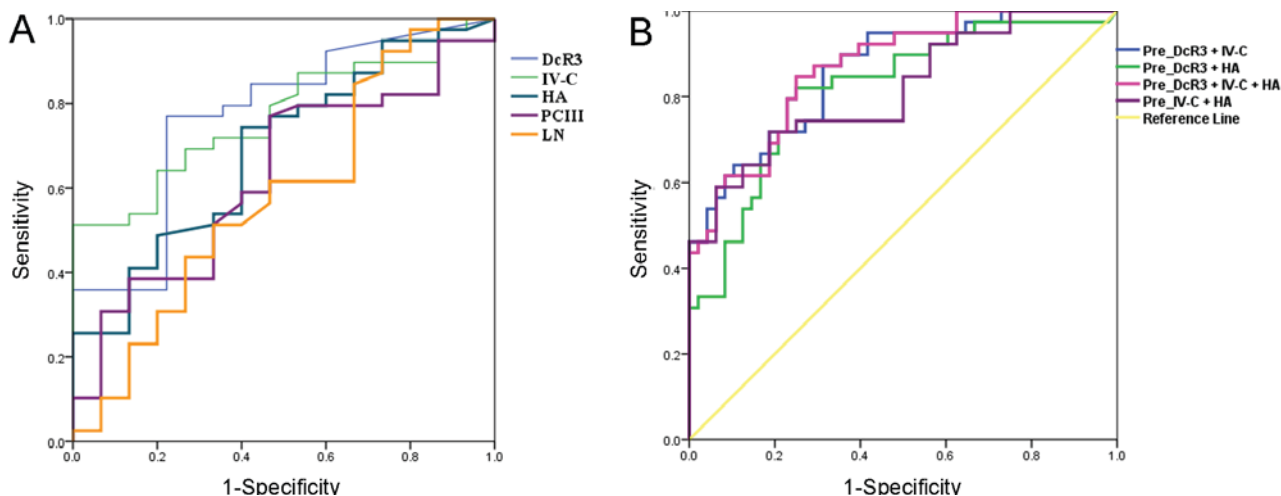 A
1.0
0.8
0.6
0.4
0.2
0.0
Sensitivity
0.0 0.2 0.4 0.6 0.8 1.0
1-Specificity
DcR3
IV-C
HA
PCIII
LN
B
1.0
0.8
0.6
0.4
0.2
0.0
Sensitivity
0.0 0.2 0.4 0.6 0.8 1.0
1-Specificity
Pre_DcR3 + IV-C
Pre_DcR3 + HA
Pre_DcR3 + IV-C + HA
Pre_IV-C + HA
Reference Line